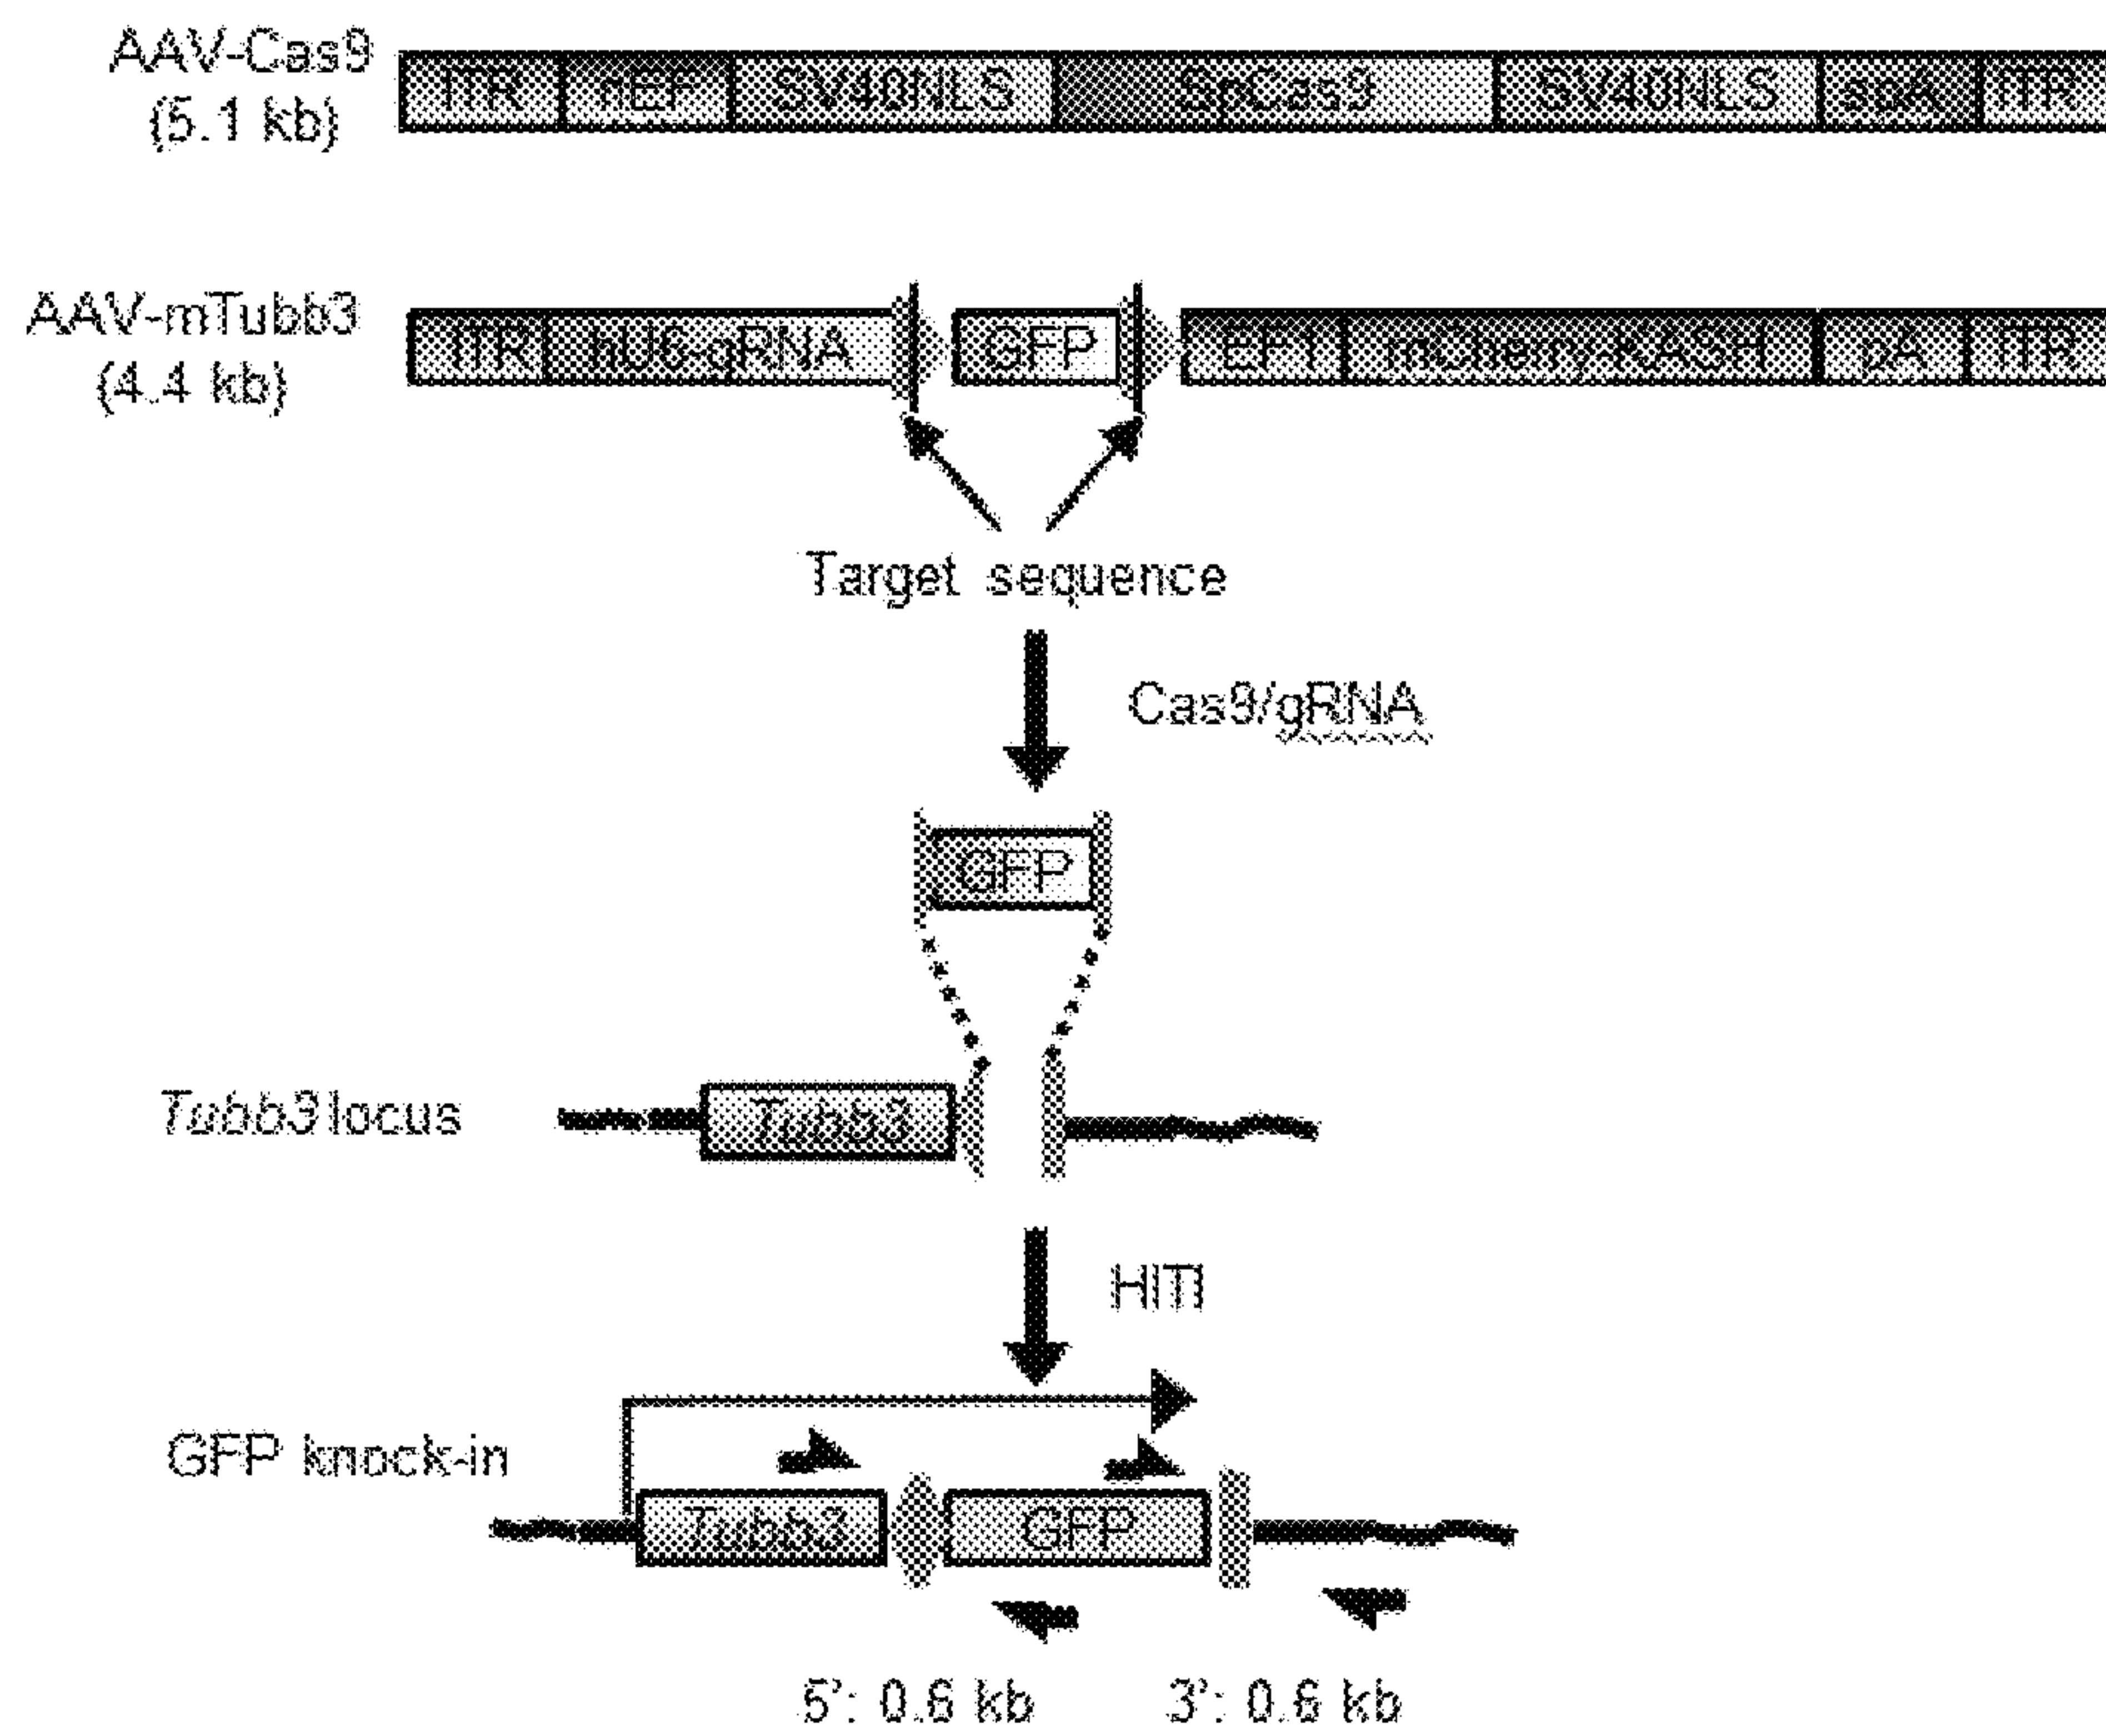 AAV-Cas9
(5.1 kb)
ITR nEF SV40NLS SpCas9 SV40NLS spA ITR
AAV-mTubb3
(4.4 kb)
ITR hU6-gRNA GFP EF1 mCherry-KASH pA ITR
Target sequence
Cas9/gRNA
GFP
Tubb3 locus
Tubb3
HITI
GFP knock-in
Tubb3 GFP
5': 0.6 kb 3': 0.6 kb